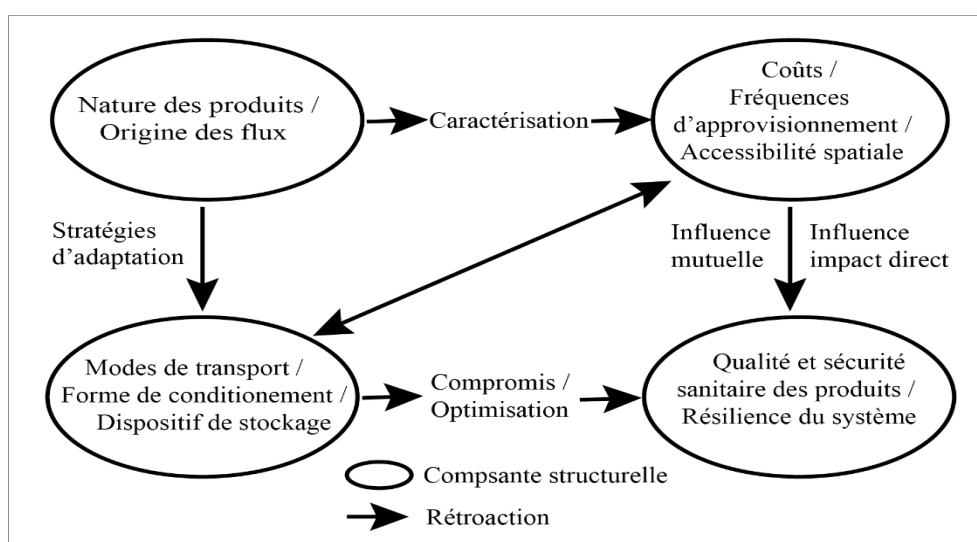 Nature des produits /
Origine des flux
Caractérisation
Coûts /
Fréquences
d'approvisionnement /
Accessibilité spatiale
Stratégies
d'adaptation
Influence
mutuelle
Influence
impact direct
Modes de transport /
Forme de conditionement /
Dispositif de stockage
Compromis /
Optimisation
Qualité et sécurité
sanitaire des produits /
Résilience du système
Compsante structurelle
Rétroaction